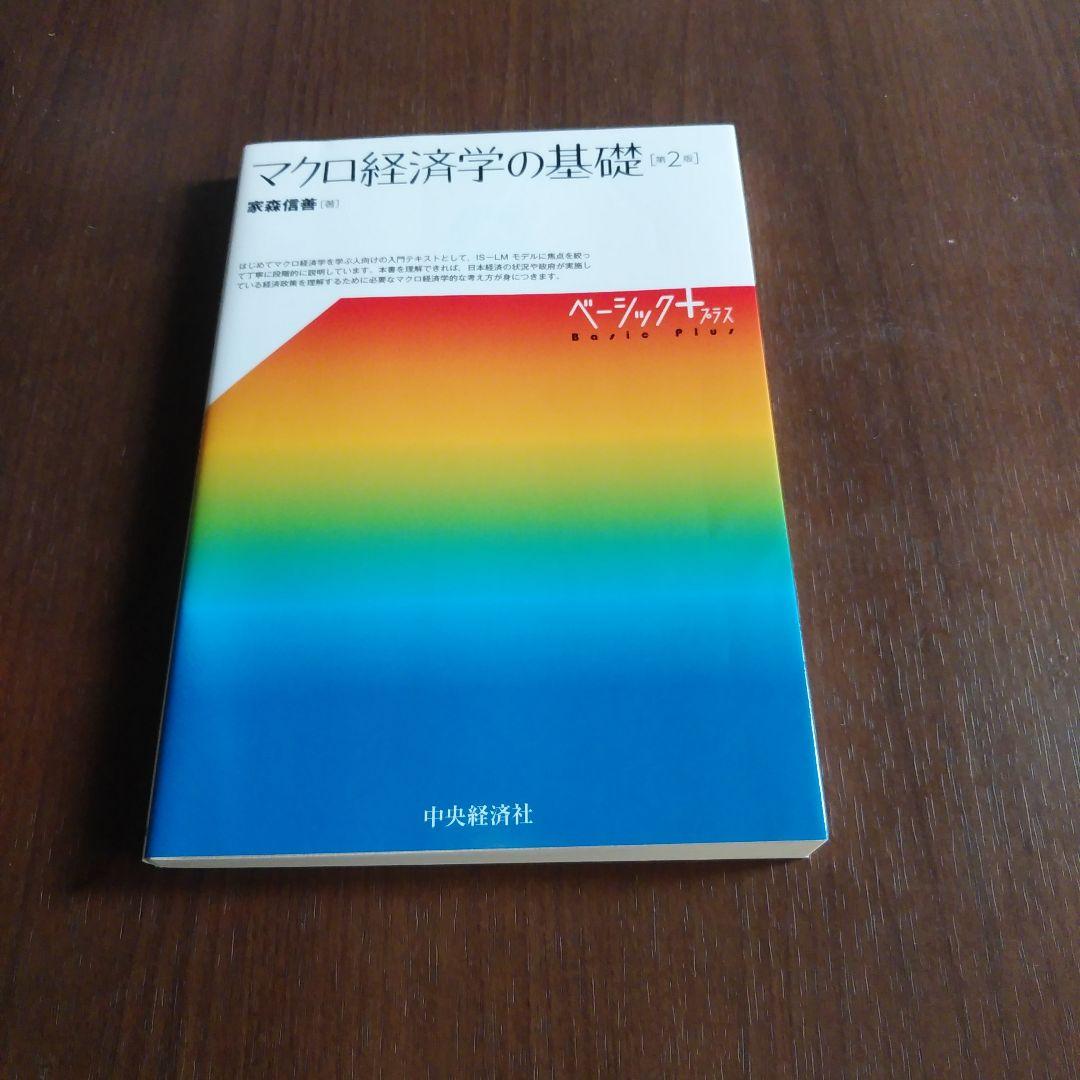 マクロ経済学の基礎[第2版]
家森信善[著]
はじめてマクロ経済学を学ぶ人向けの入門テキストとして、IS−LM モデルに焦点を絞っ
て丁寧に段階的に説明しています。本書を理解できれば、日本経済の状況や政府が実施し
ている経済政策を理解するために必要なマクロ経済学的な考え方が身につきます。
ベーシック+プラス
Basic Plus
中央経済社